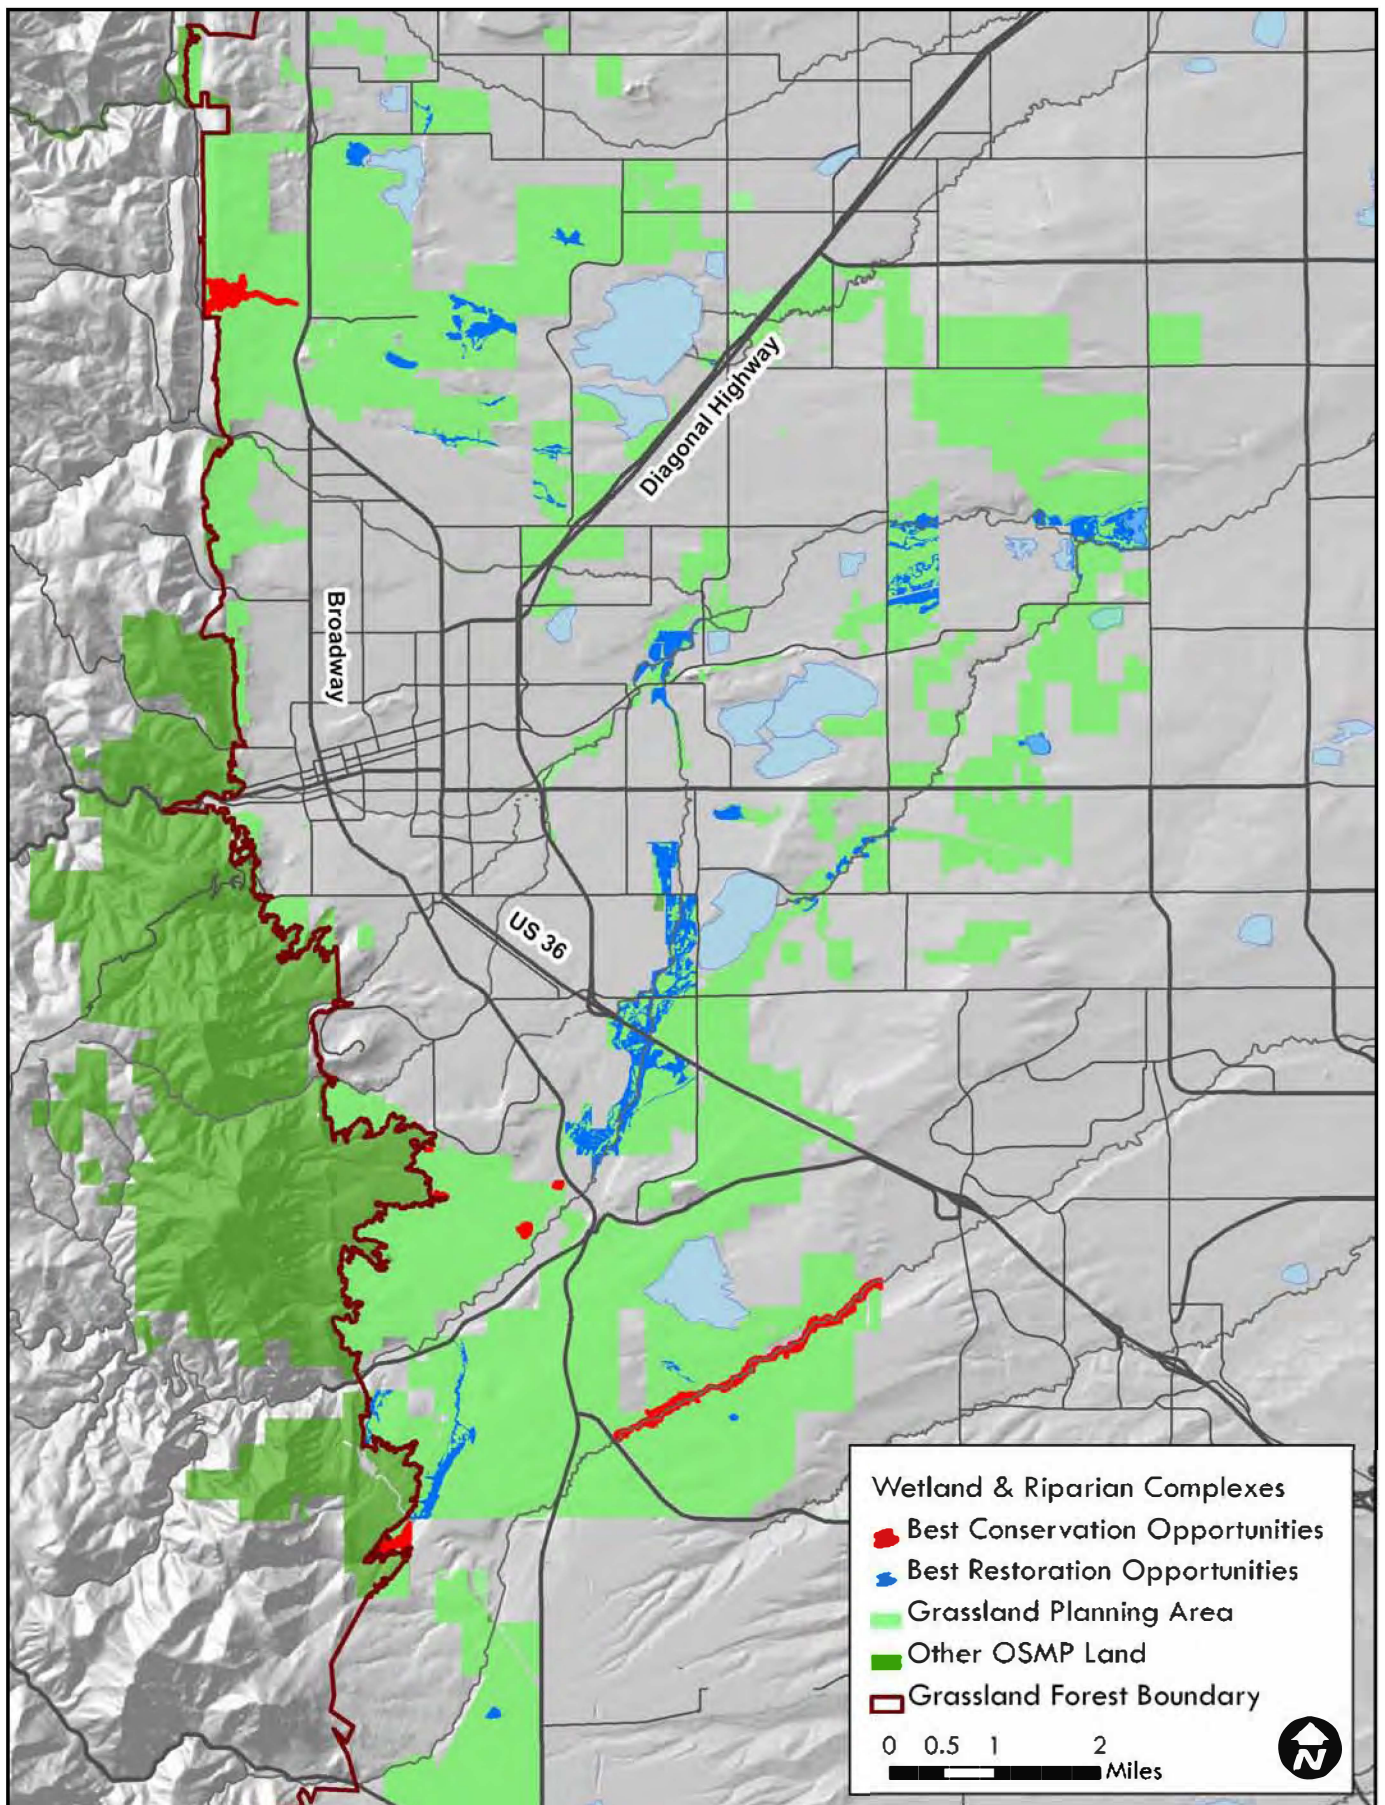 Diagonal Highway
Broadway
US 36
Wetland & Riparian Complexes
Best Conservation Opportunities
Best Restoration Opportunities
Grassland Planning Area
Other OSMP Land
Grassland Forest Boundary
0 0.5 1 2
Miles
N